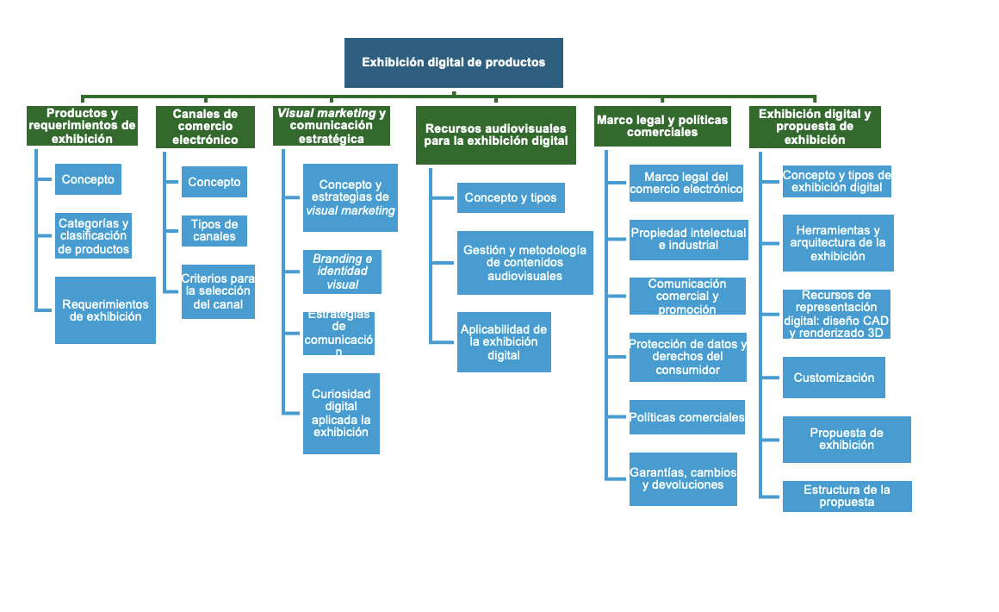 Exhibición digital de productos
Productos y
requerimientos de
exhibición
Concepto
Categorías y
clasificación
de productos
Requerimientos
de exhibición
Canales de
comercio
electrónico
Concepto
Tipos de
canales
Criterios para
la selección
del canal
Visual marketing y
comunicación
estratégica
Concepto y
estrategias de
visual marketing
Branding e
identidad
visual
Estrategias
de
comunicació
n
Curiosidad
digital
aplicada la
exhibición
Recursos audiovisuales
para la exhibición digital
Concepto y tipos
Gestión y metodología
de contenidos
audiovisuales
Aplicabilidad de
la exhibición
digital
Marco legal y políticas
comerciales
Marco legal del
comercio electrónico
Propiedad intelectual
e industrial
Comunicación
comercial y
promoción
Protección de datos y
derechos del
consumidor
Políticas comerciales
Garantías, cambios
y devoluciones
Exhibición digital y
propuesta de
exhibición
Concepto y tipos de
exhibición digital
Herramientas y
arquitectura de la
exhibición
Recursos de
representación
digital: diseño CAD
y renderizado 3D
Customización
Propuesta de
exhibición
Estructura de la
propuesta